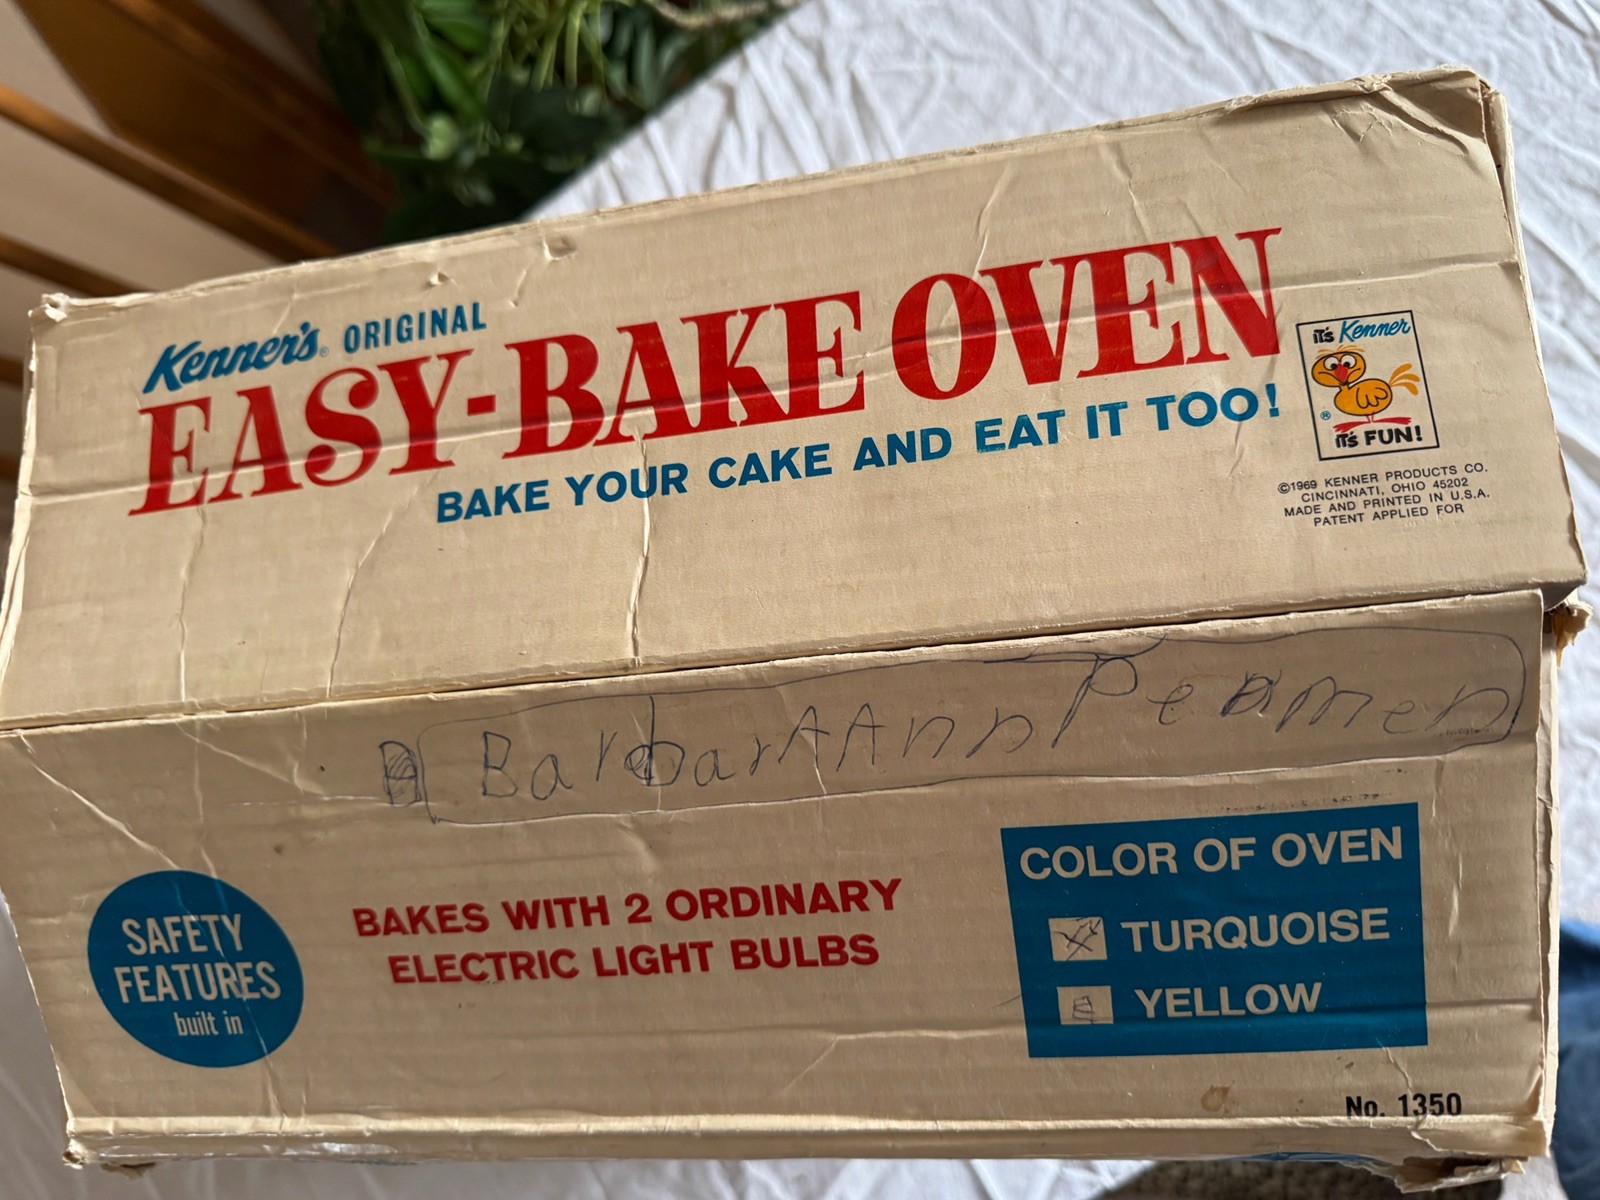 Kenner's® ORIGINAL
EASY-BAKE OVEN
BAKE YOUR CAKE AND EAT IT TOO!
iT's Kenner
®
iT's FUN!
©1969 KENNER PRODUCTS CO.
CINCINNATI, OHIO 45202
MADE AND PRINTED IN U.S.A.
PATENT APPLIED FOR
BarbarAAnn
SAFETY
FEATURES
built in
BAKES WITH 2 ORDINARY
ELECTRIC LIGHT BULBS
COLOR OF OVEN
TURQUOISE
YELLOW
No. 1350